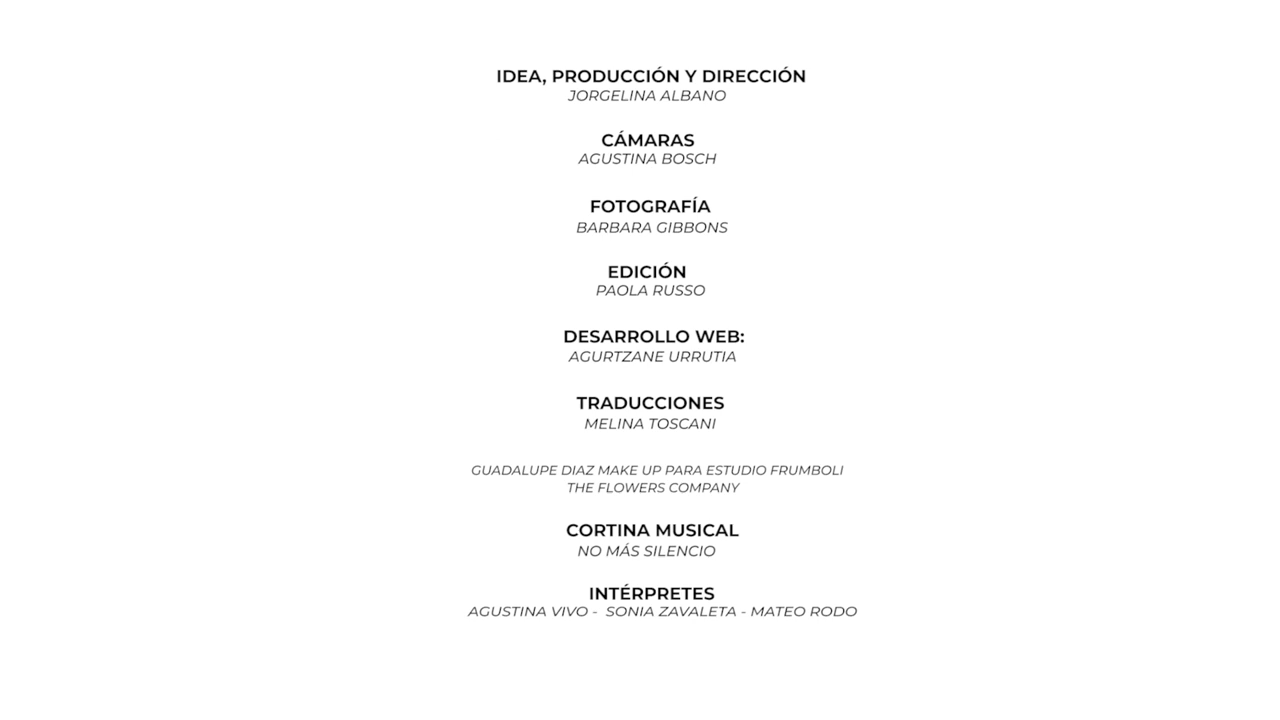 IDEA, PRODUCCIÓN Y DIRECCIÓN
JORGELINA ALBANO
CÁMARAS
AGUSTINA BOSCH
FOTOGRAFÍA
BARBARA GIBBONS
EDICIÓN
PAOLA RUSSO
DESARROLLO WEB:
AGURTZANE URRUTIA
TRADUCCIONES
MELINA TOSCANI
GUADALUPE DIAZ MAKE UP PARA ESTUDIO FRUMBOLI
THE FLOWERS COMPANY
CORTINA MUSICAL
NO MÁS SILENCIO
INTÉRPRETES
AGUSTINA VIVO - SONIA ZAVALETA - MATEO RODO